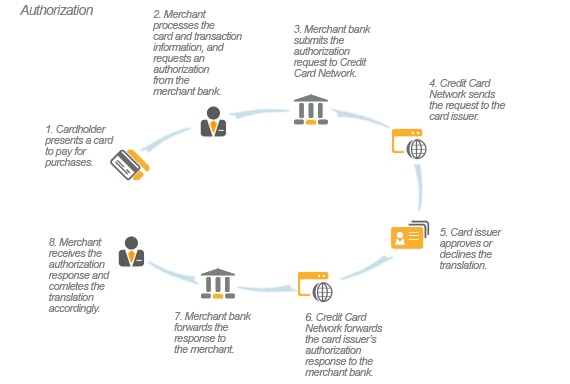 Authorization
1. Cardholder
presents a card
to pay for
purchases.
2. Merchant
processes the
card and transaction
information, and
requests an
authorization
from the
merchant bank.
3. Merchant bank
submits the
authorization
request to Credit
Card Network.
4. Credit Card
Network sends
the request to the
card issuer.
5. Card issuer
approves or
declines the
translation.
6. Credit Card
Network forwards
the card issuer's
authorization
response to the
merchant bank.
7. Merchant bank
forwards the
response to
the merchant.
8. Merchant
receives the
authorization
response and
comletes the
translation
accordingly.